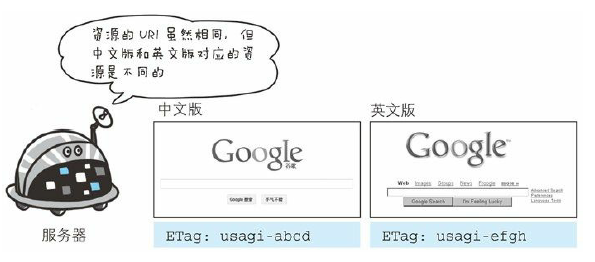 资源的 URI 虽然相同，但
中文版和英文版对应的资
源是不同的
中文版
英文版
Google
谷歌
Google 搜索
手气不错
Google
Web Images Groups News Froogle more »
Advanced Search
Preferences
Language Tools
Google Search
I'm Feeling Lucky
服务器
ETag: usagi-abcd
ETag: usagi-efgh